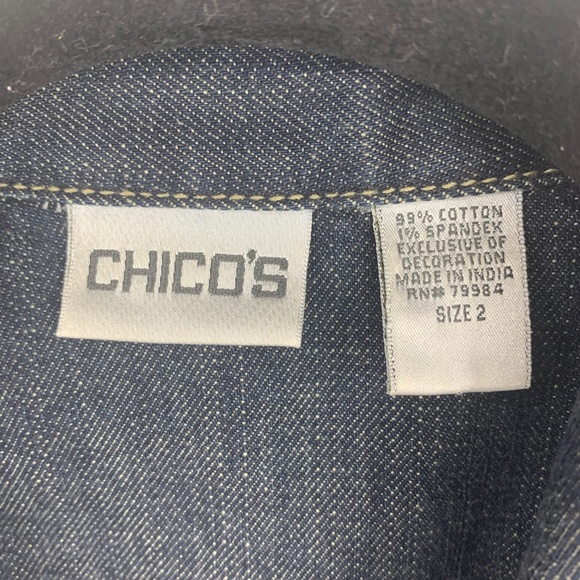 CHICO'S
99% COTTON
1% SPANDEX
EXCLUSIVE OF
DECORATION
MADE IN INDIA
RN# 79984
SIZE 2